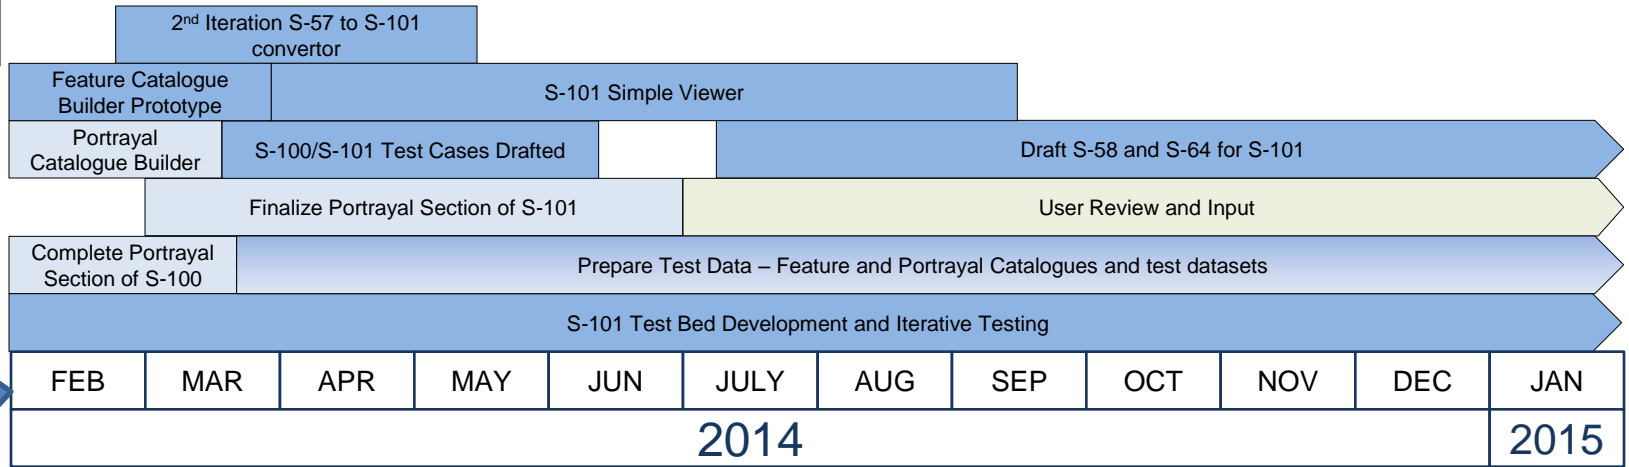 2nd Iteration S-57 to S-101
convertor
Feature Catalogue
Builder Prototype
S-101 Simple Viewer
Portrayal
Catalogue Builder
S-100/S-101 Test Cases Drafted
Draft S-58 and S-64 for S-101
Finalize Portrayal Section of S-101
User Review and Input
Complete Portrayal
Section of S-100
Prepare Test Data – Feature and Portrayal Catalogues and test datasets
S-101 Test Bed Development and Iterative Testing
FEB MAR APR MAY JUN JULY AUG SEP OCT NOV DEC JAN
2014 2015